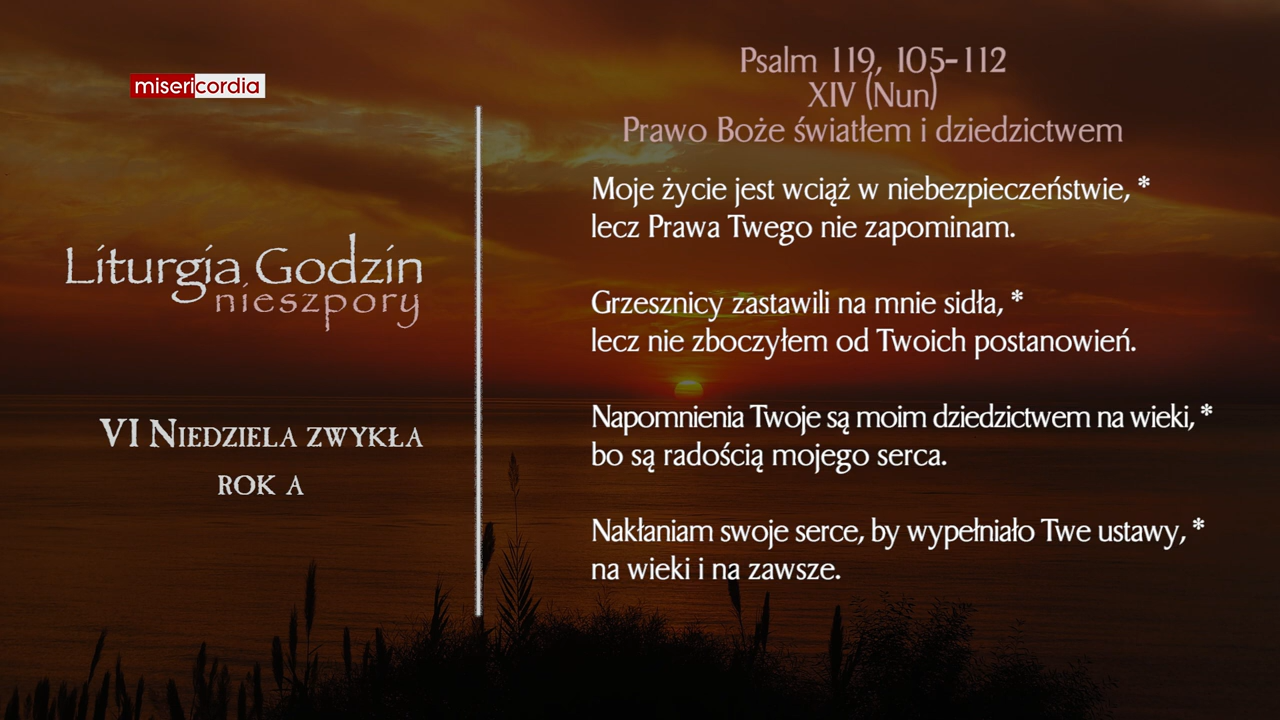 misericordia
Liturgia Godzin
nieszpory
VI Niedziela zwykła
rok A
Psalm 119, 105-112
XIV (Nun)
Prawo Boże światłem i dziedzictwem
Moje życie jest wciąż w niebezpieczeństwie, *
lecz Prawa Twego nie zapominam.
Grzesznicy zastawili na mnie sidła, *
lecz nie zboczyłem od Twoich postanowień.
Napomnienia Twoje są moim dziedzictwem na wieki, *
bo są radością mojego serca.
Nakłaniam swoje serce, by wypełniało Twe ustawy, *
na wieki i na zawsze.